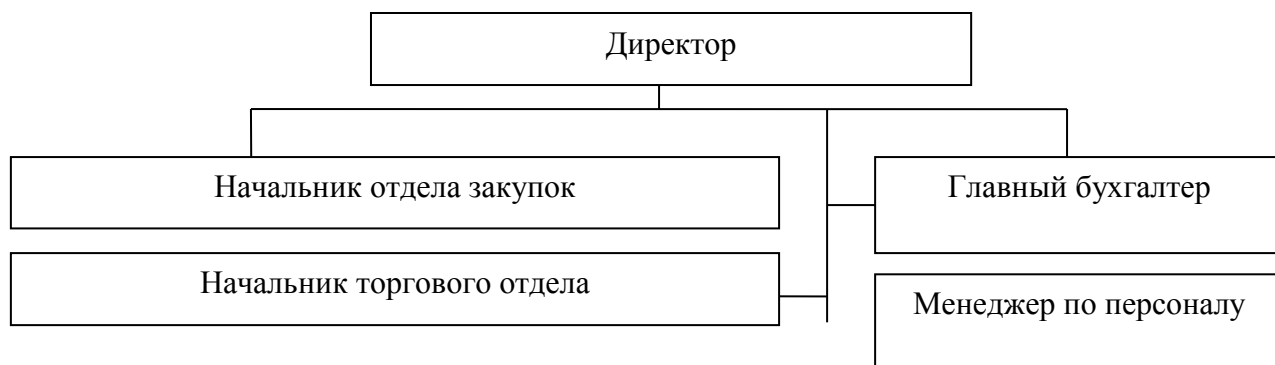 Директор
Начальник отдела закупок
Главный бухгалтер
Начальник торгового отдела
Менеджер по персоналу